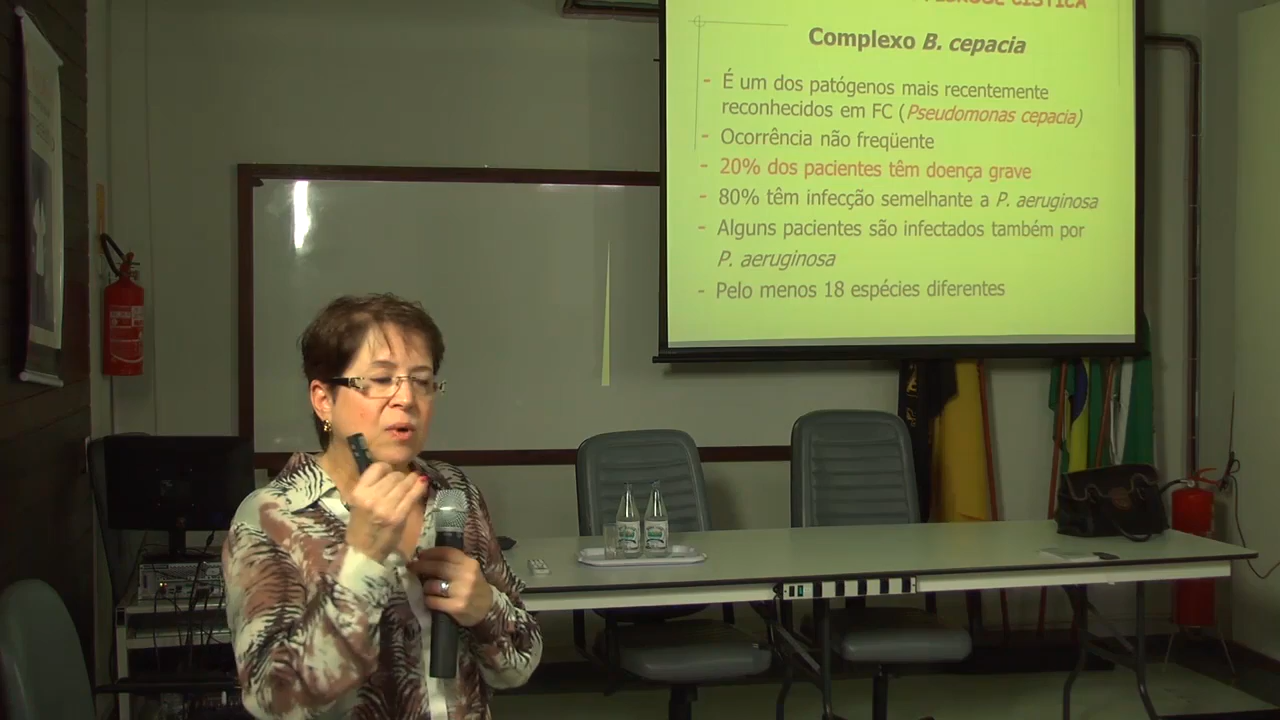 CÍSTICA
Complexo B. cepacia
- É um dos patógenos mais recentemente
reconhecidos em FC (Pseudomonas cepacia)
- Ocorrência não freqüente
- 20% dos pacientes têm doença grave
- 80% têm infecção semelhante a P. aeruginosa
- Alguns pacientes são infectados também por
P. aeruginosa
- Pelo menos 18 espécies diferentes